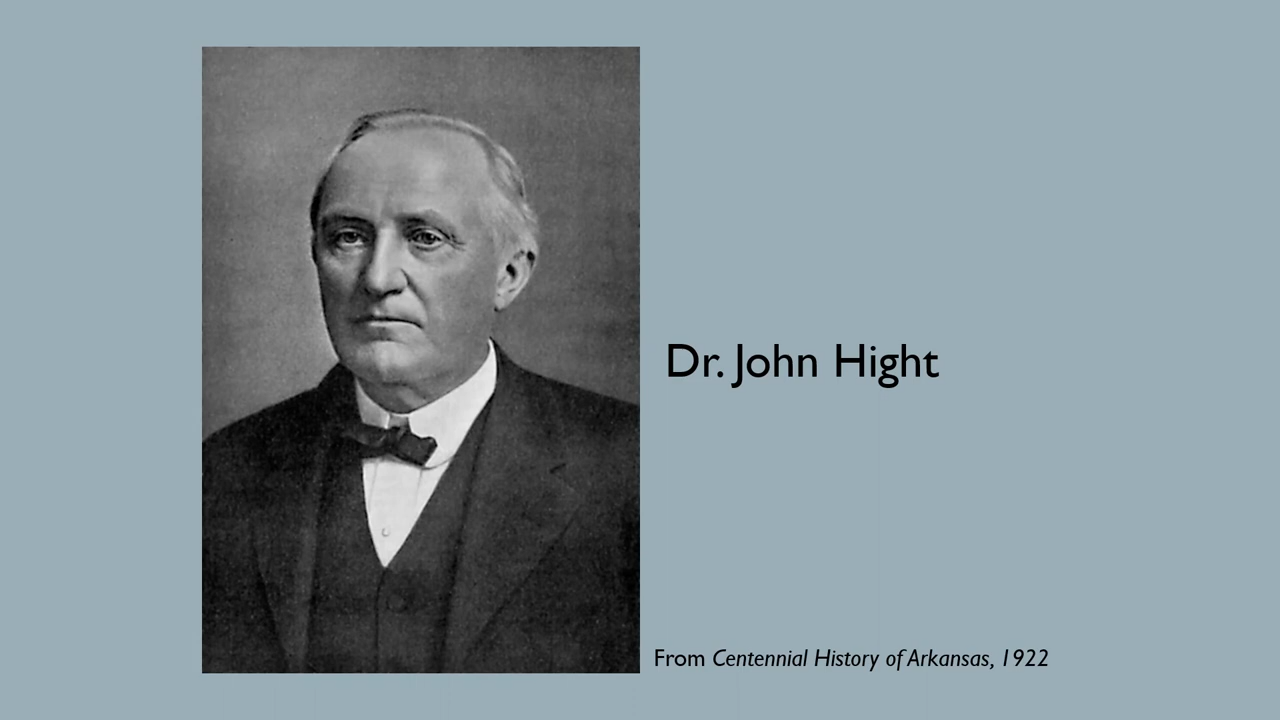 Dr. John Hight
From Centennial History of Arkansas, 1922